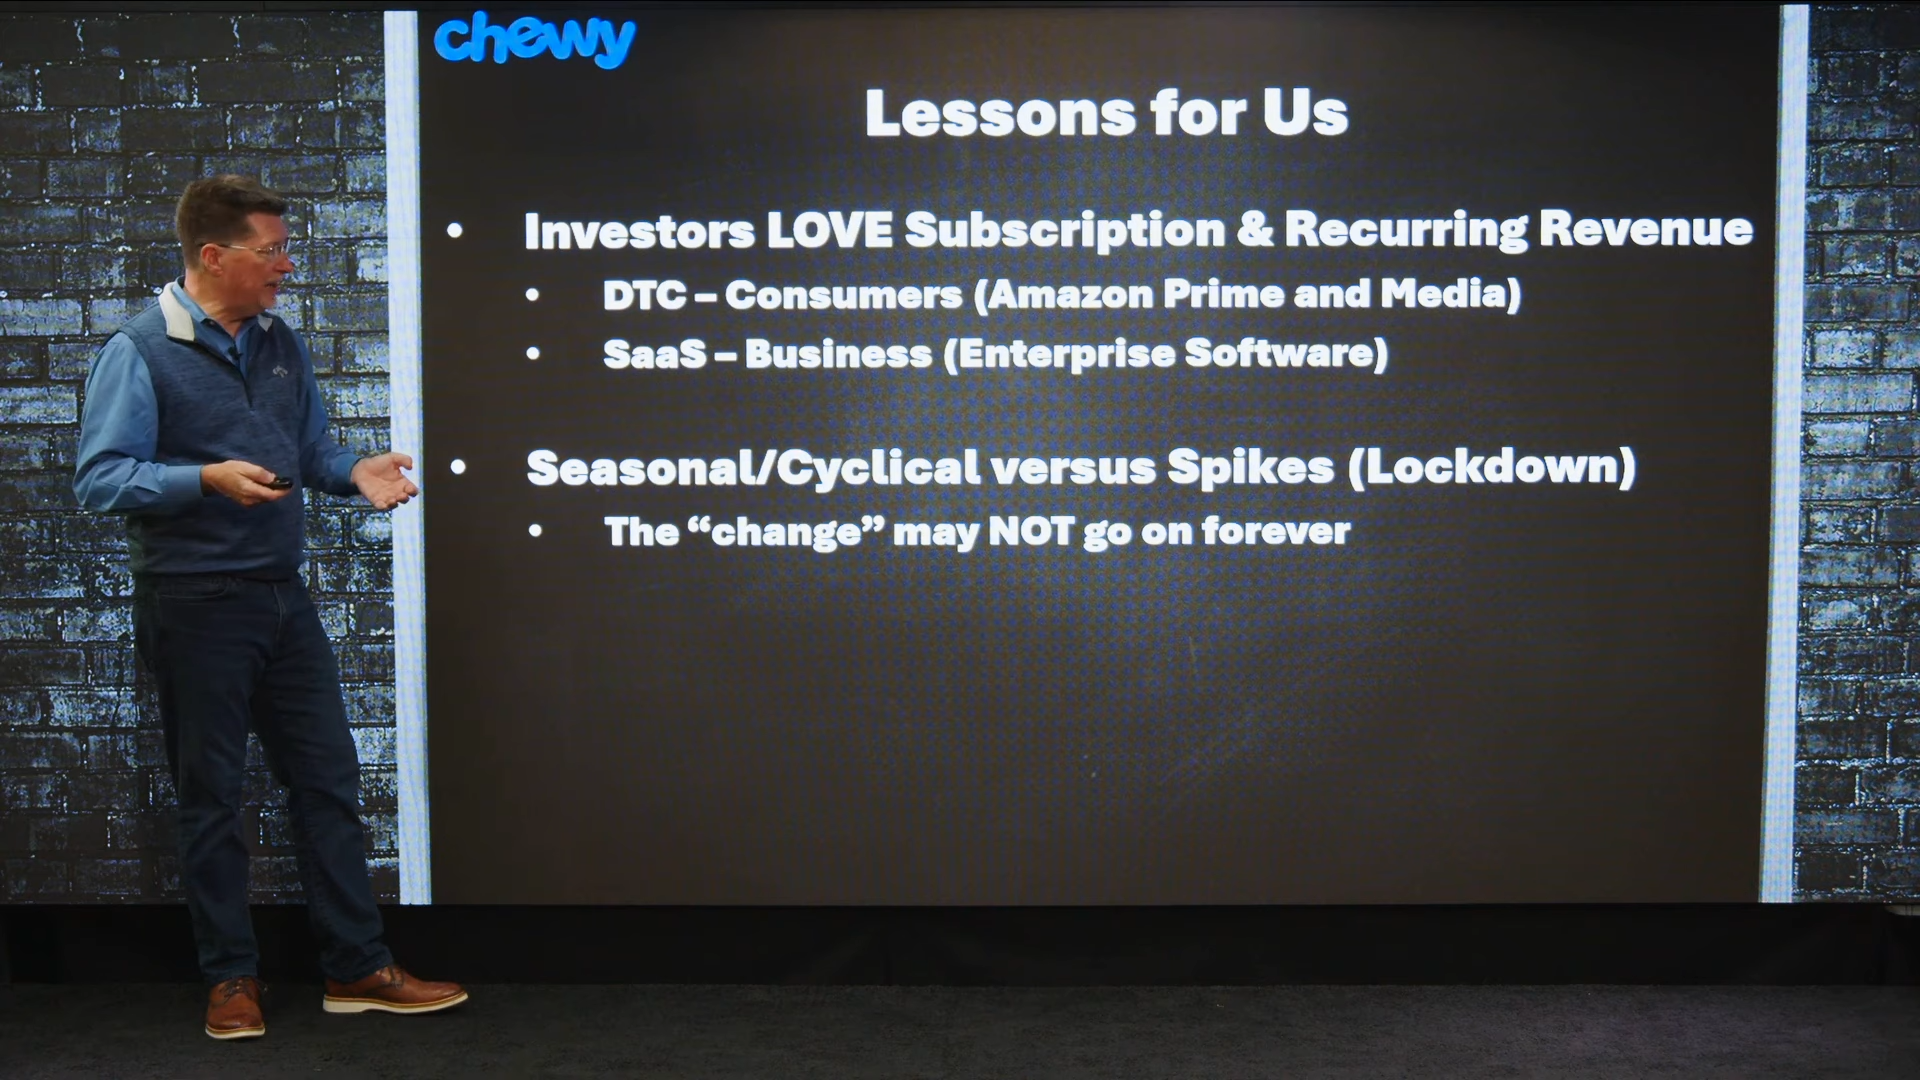 chewy
Lessons for Us
• Investors LOVE Subscription & Recurring Revenue
• DTC – Consumers (Amazon Prime and Media)
• SaaS – Business (Enterprise Software)
• Seasonal/Cyclical versus Spikes (Lockdown)
• The “change” may NOT go on forever